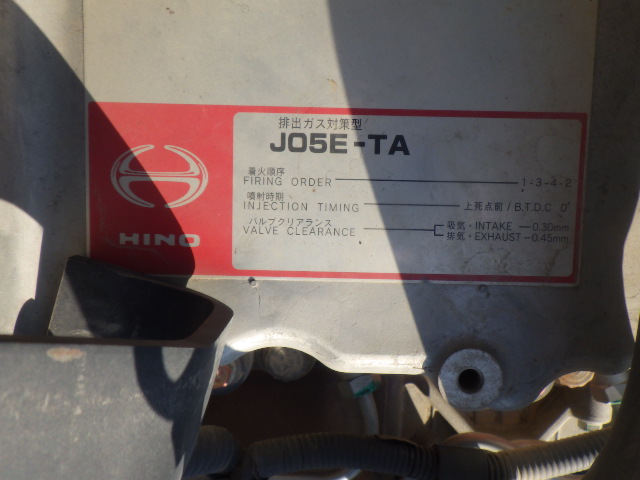 排出ガス対策型
J05E-TA
着火順序
FIRING ORDER 1-3-4-2
噴射時期
INJECTION TIMING 上死点前/B.T.D.C 0°
バルブクリアランス
VALVE CLEARANCE
吸気・INTAKE 0.30mm
排気・EXHAUST 0.45mm
HINO